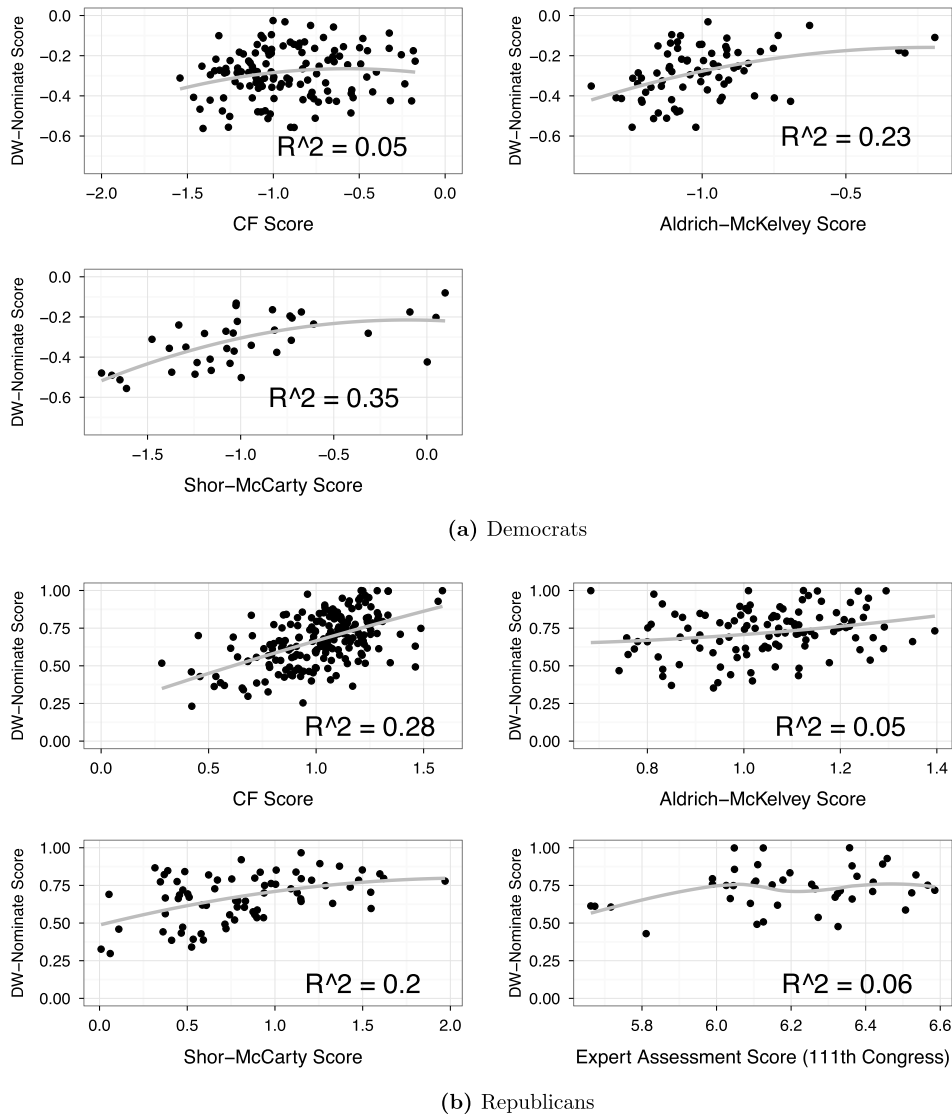 0.0
−0.2
−0.4
−0.6
DW−Nominate Score
R^2 = 0.05
−2.0 −1.5 −1.0 −0.5 0.0
CF Score
0.0
−0.2
−0.4
−0.6
DW−Nominate Score
R^2 = 0.23
−1.0 −0.5
Aldrich−McKelvey Score
0.0
−0.2
−0.4
−0.6
DW−Nominate Score
R^2 = 0.35
−1.5 −1.0 −0.5 0.0
Shor−McCarty Score
(a) Democrats
1.00
0.75
0.50
0.25
0.00
DW−Nominate Score
R^2 = 0.28
0.0 0.5 1.0 1.5
CF Score
1.00
0.75
0.50
0.25
0.00
DW−Nominate Score
R^2 = 0.05
0.8 1.0 1.2 1.4
Aldrich−McKelvey Score
1.00
0.75
0.50
0.25
0.00
DW−Nominate Score
R^2 = 0.2
0.0 0.5 1.0 1.5 2.0
Shor−McCarty Score
1.00
0.75
0.50
0.25
0.00
DW−Nominate Score
R^2 = 0.06
5.8 6.0 6.2 6.4 6.6
Expert Assessment Score (111th Congress)
(b) Republicans